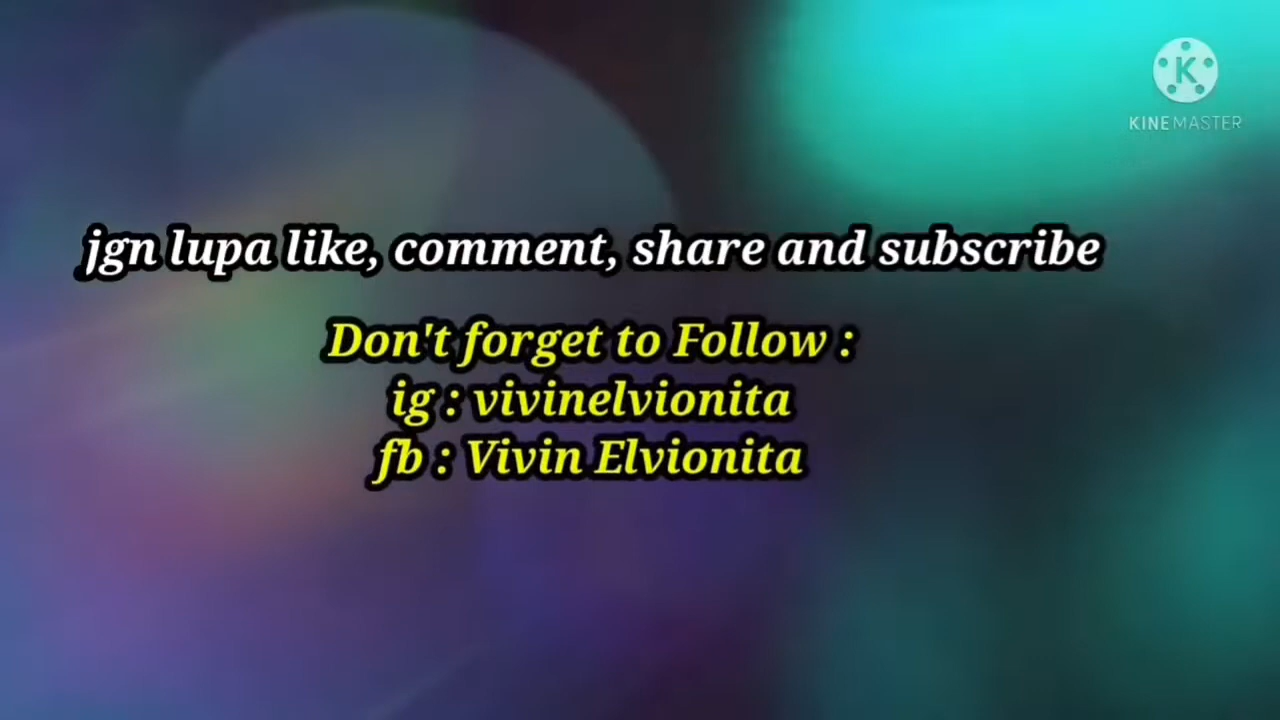 K
KINEMASTER
jgn lupa like, comment, share and subscribe
Don't forget to Follow :
ig : vivinelvionita
fb : Vivin Elvionita